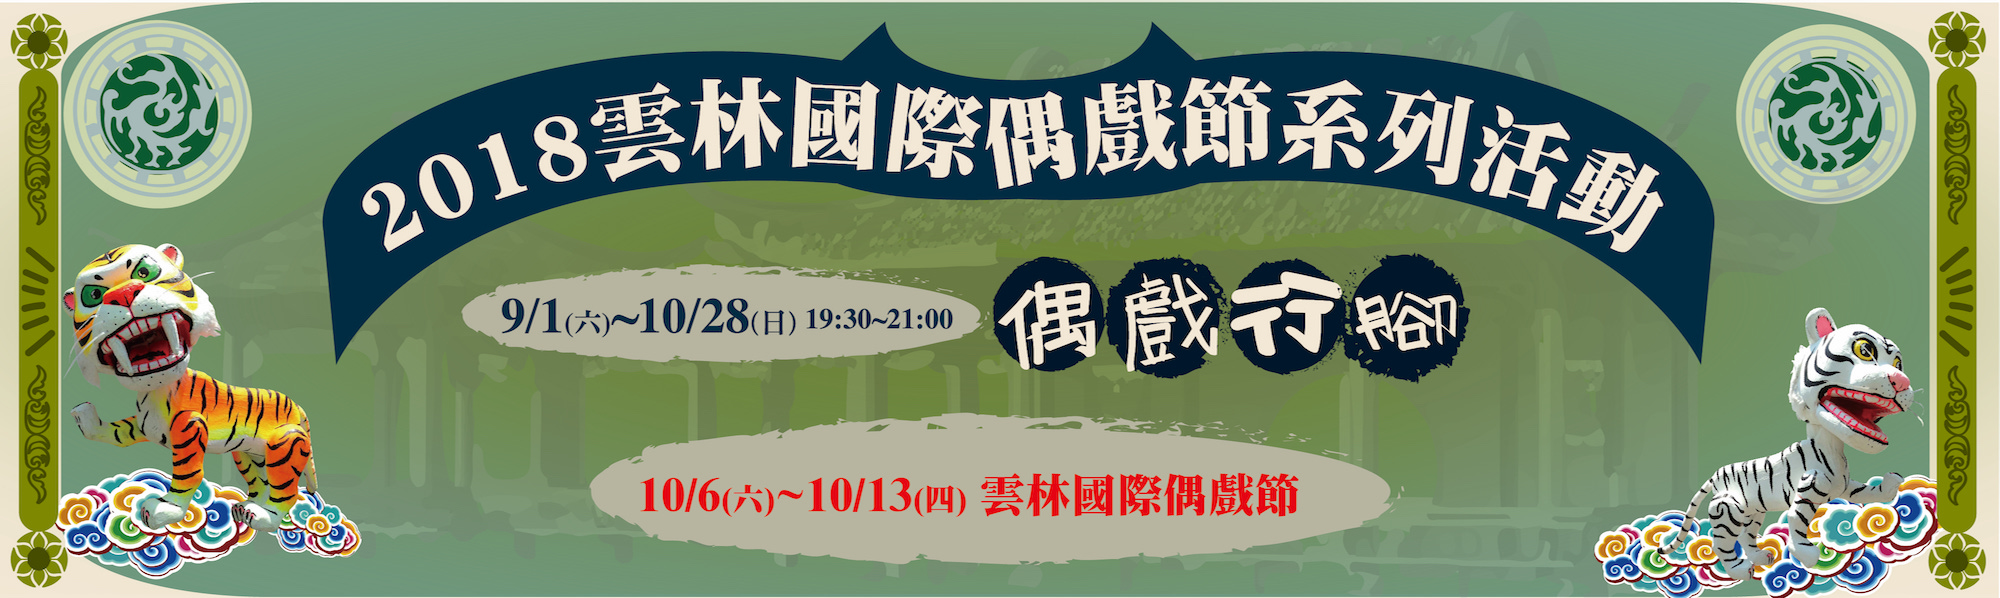 2018雲林國際偶戲節系列活動
9/1(六)~10/28(日) 19:30~21:00 偶戲行腳
10/6(六)~10/13(四) 雲林國際偶戲節